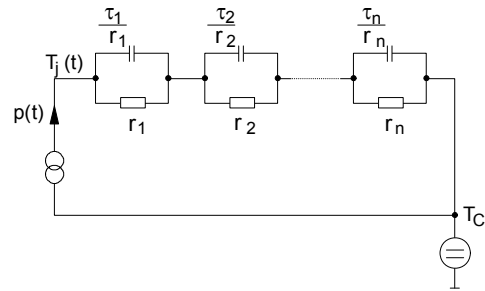 τ1 τ2 τn
r1 r2 rn
Tj (t)
r1 r2 rn
p(t)
TC